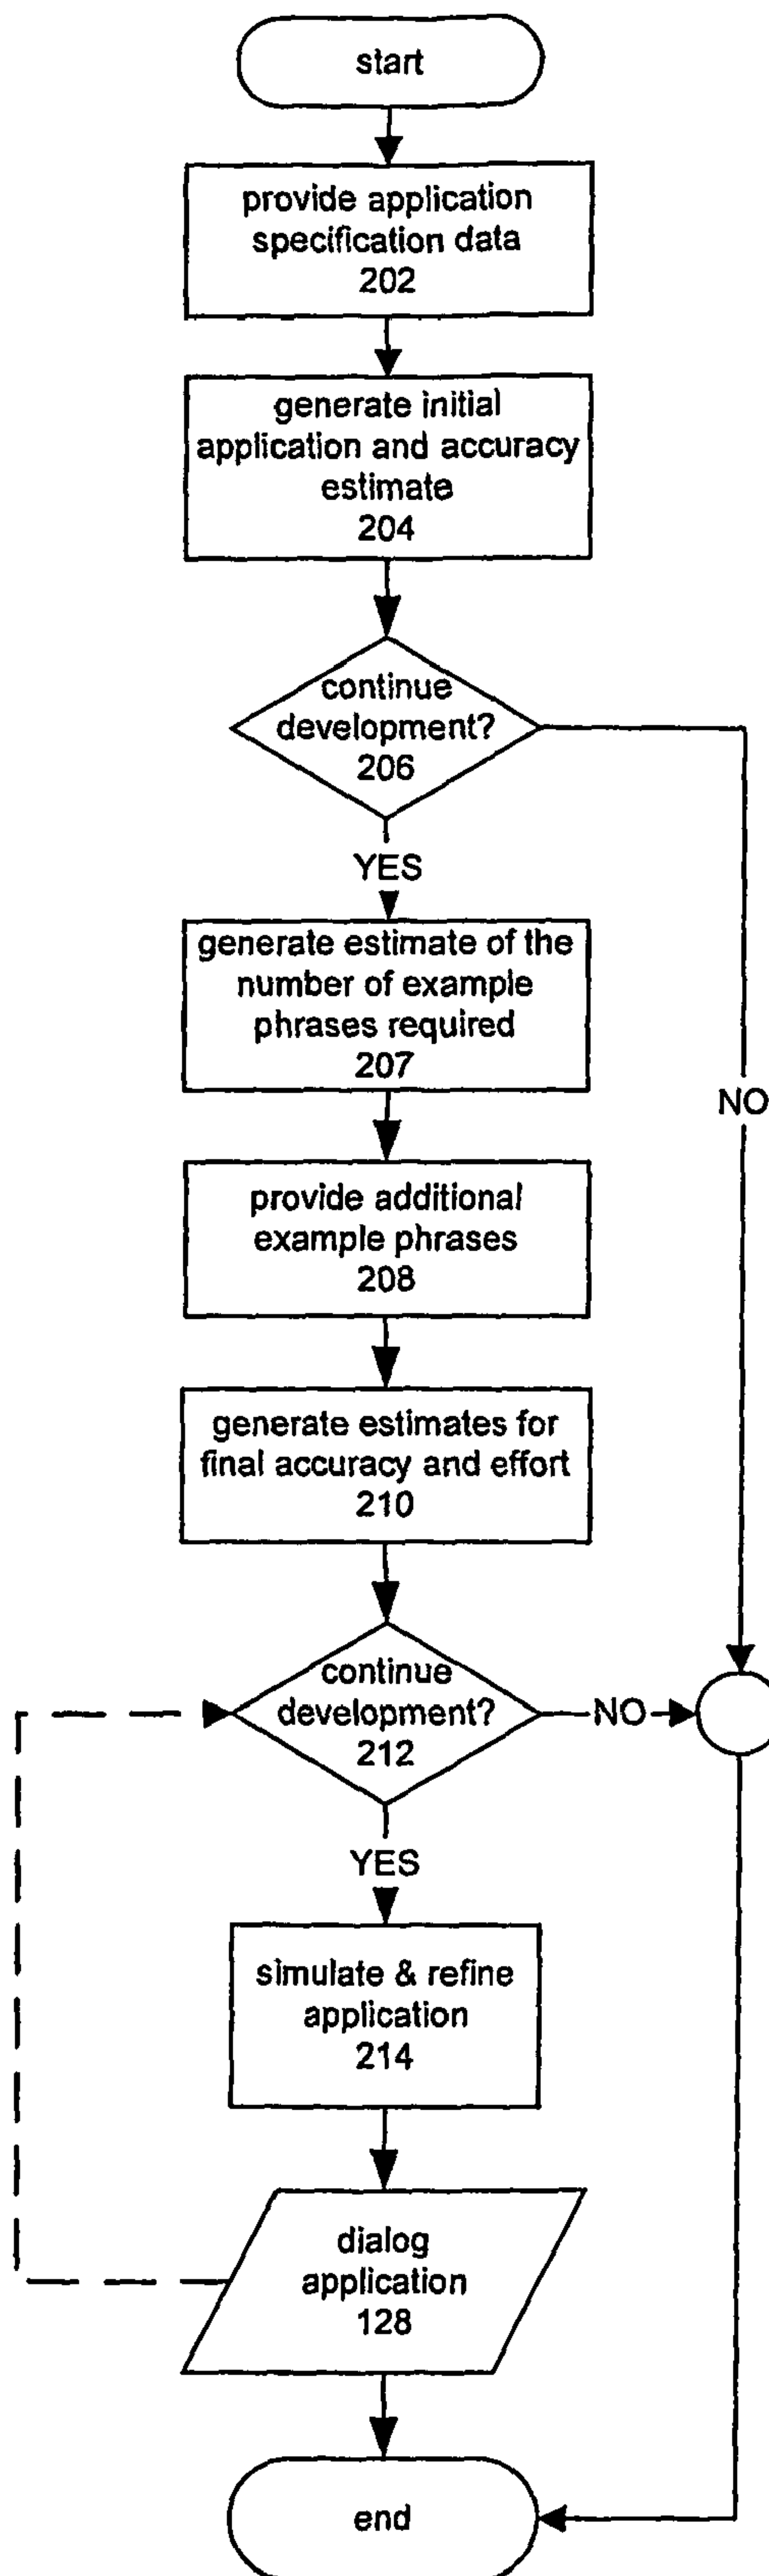 start
provide application
specification data
202
generate initial
application and accuracy
estimate
204
continue
development?
206
YES
generate estimate of the
number of example
phrases required
207
NO
provide additional
example phrases
208
generate estimates for
final accuracy and effort
210
continue
development?
212
NO
YES
simulate & refine
application
214
dialog
application
128
end